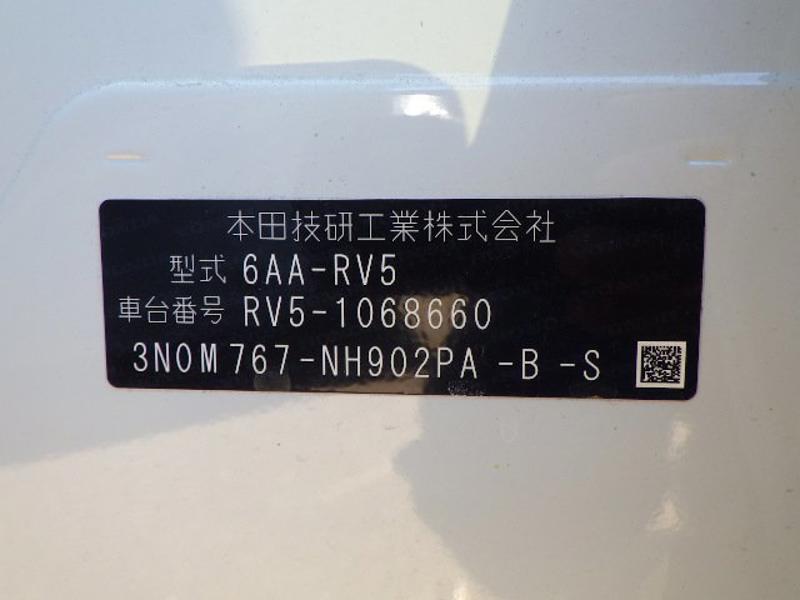 本田技研工業株式会社
型式 6AA-RV5
車台番号 RV5-1068660
3N0M767-NH902PA -B -S